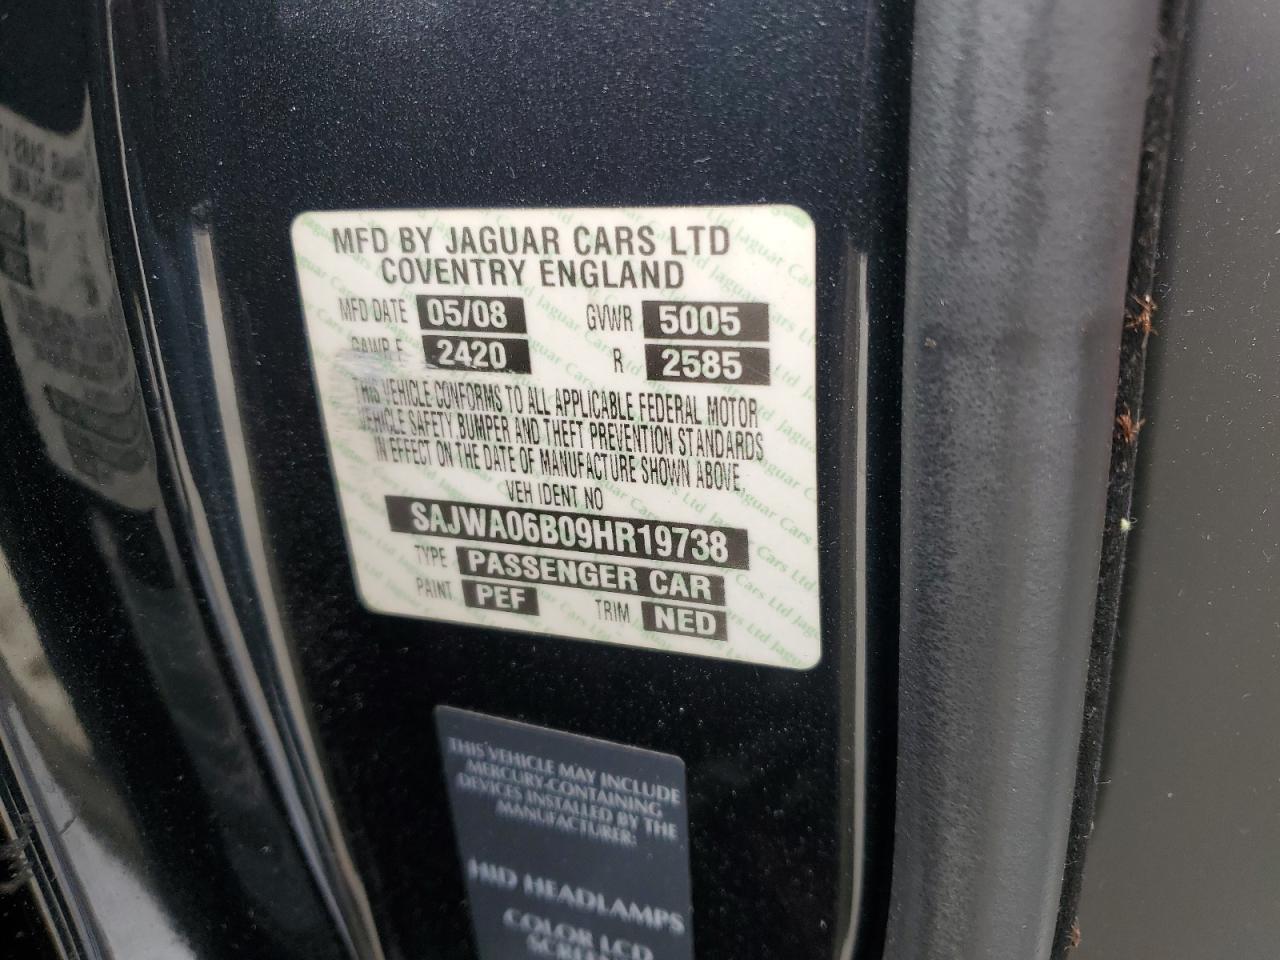 MFD BY JAGUAR CARS LTD
COVENTRY ENGLAND
MFD DATE 05/08 GVWR 5005
GAWR F 2420 R 2585
THIS VEHICLE CONFORMS TO ALL APPLICABLE FEDERAL MOTOR
VEHICLE SAFETY, BUMPER AND THEFT PREVENTION STANDARDS
IN EFFECT ON THE DATE OF MANUFACTURE SHOWN ABOVE.
VEH IDENT NO
SAJWA06B09HR19738
TYPE PASSENGER CAR
PAINT PEF TRIM NED
THIS VEHICLE MAY INCLUDE
MERCURY-CONTAINING
DEVICES INSTALLED BY THE
MANUFACTURER:
HID HEADLAMPS
COLOR LCD